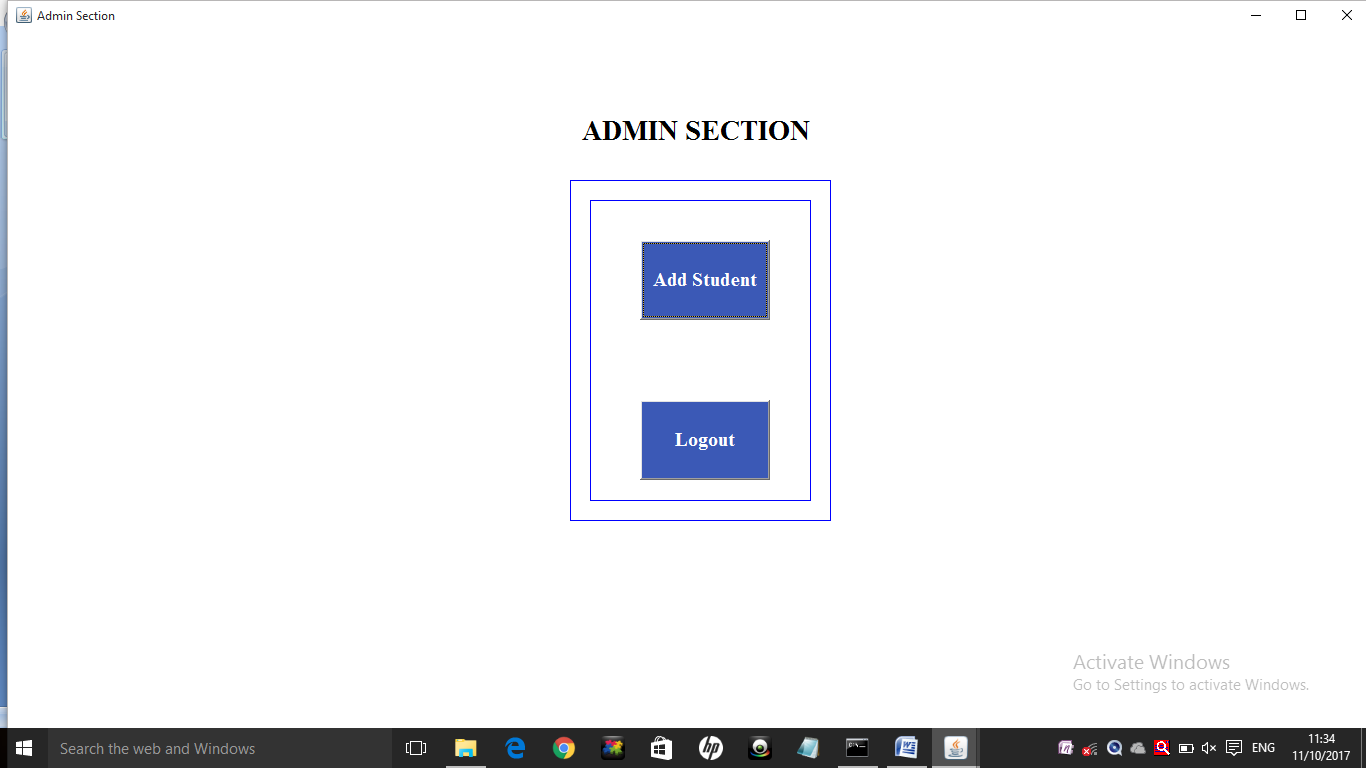 Admin Section
ADMIN SECTION
Add Student
Logout
Activate Windows
Go to Settings to activate Windows.
Search the web and Windows
hp
ENG
11:34
11/10/2017